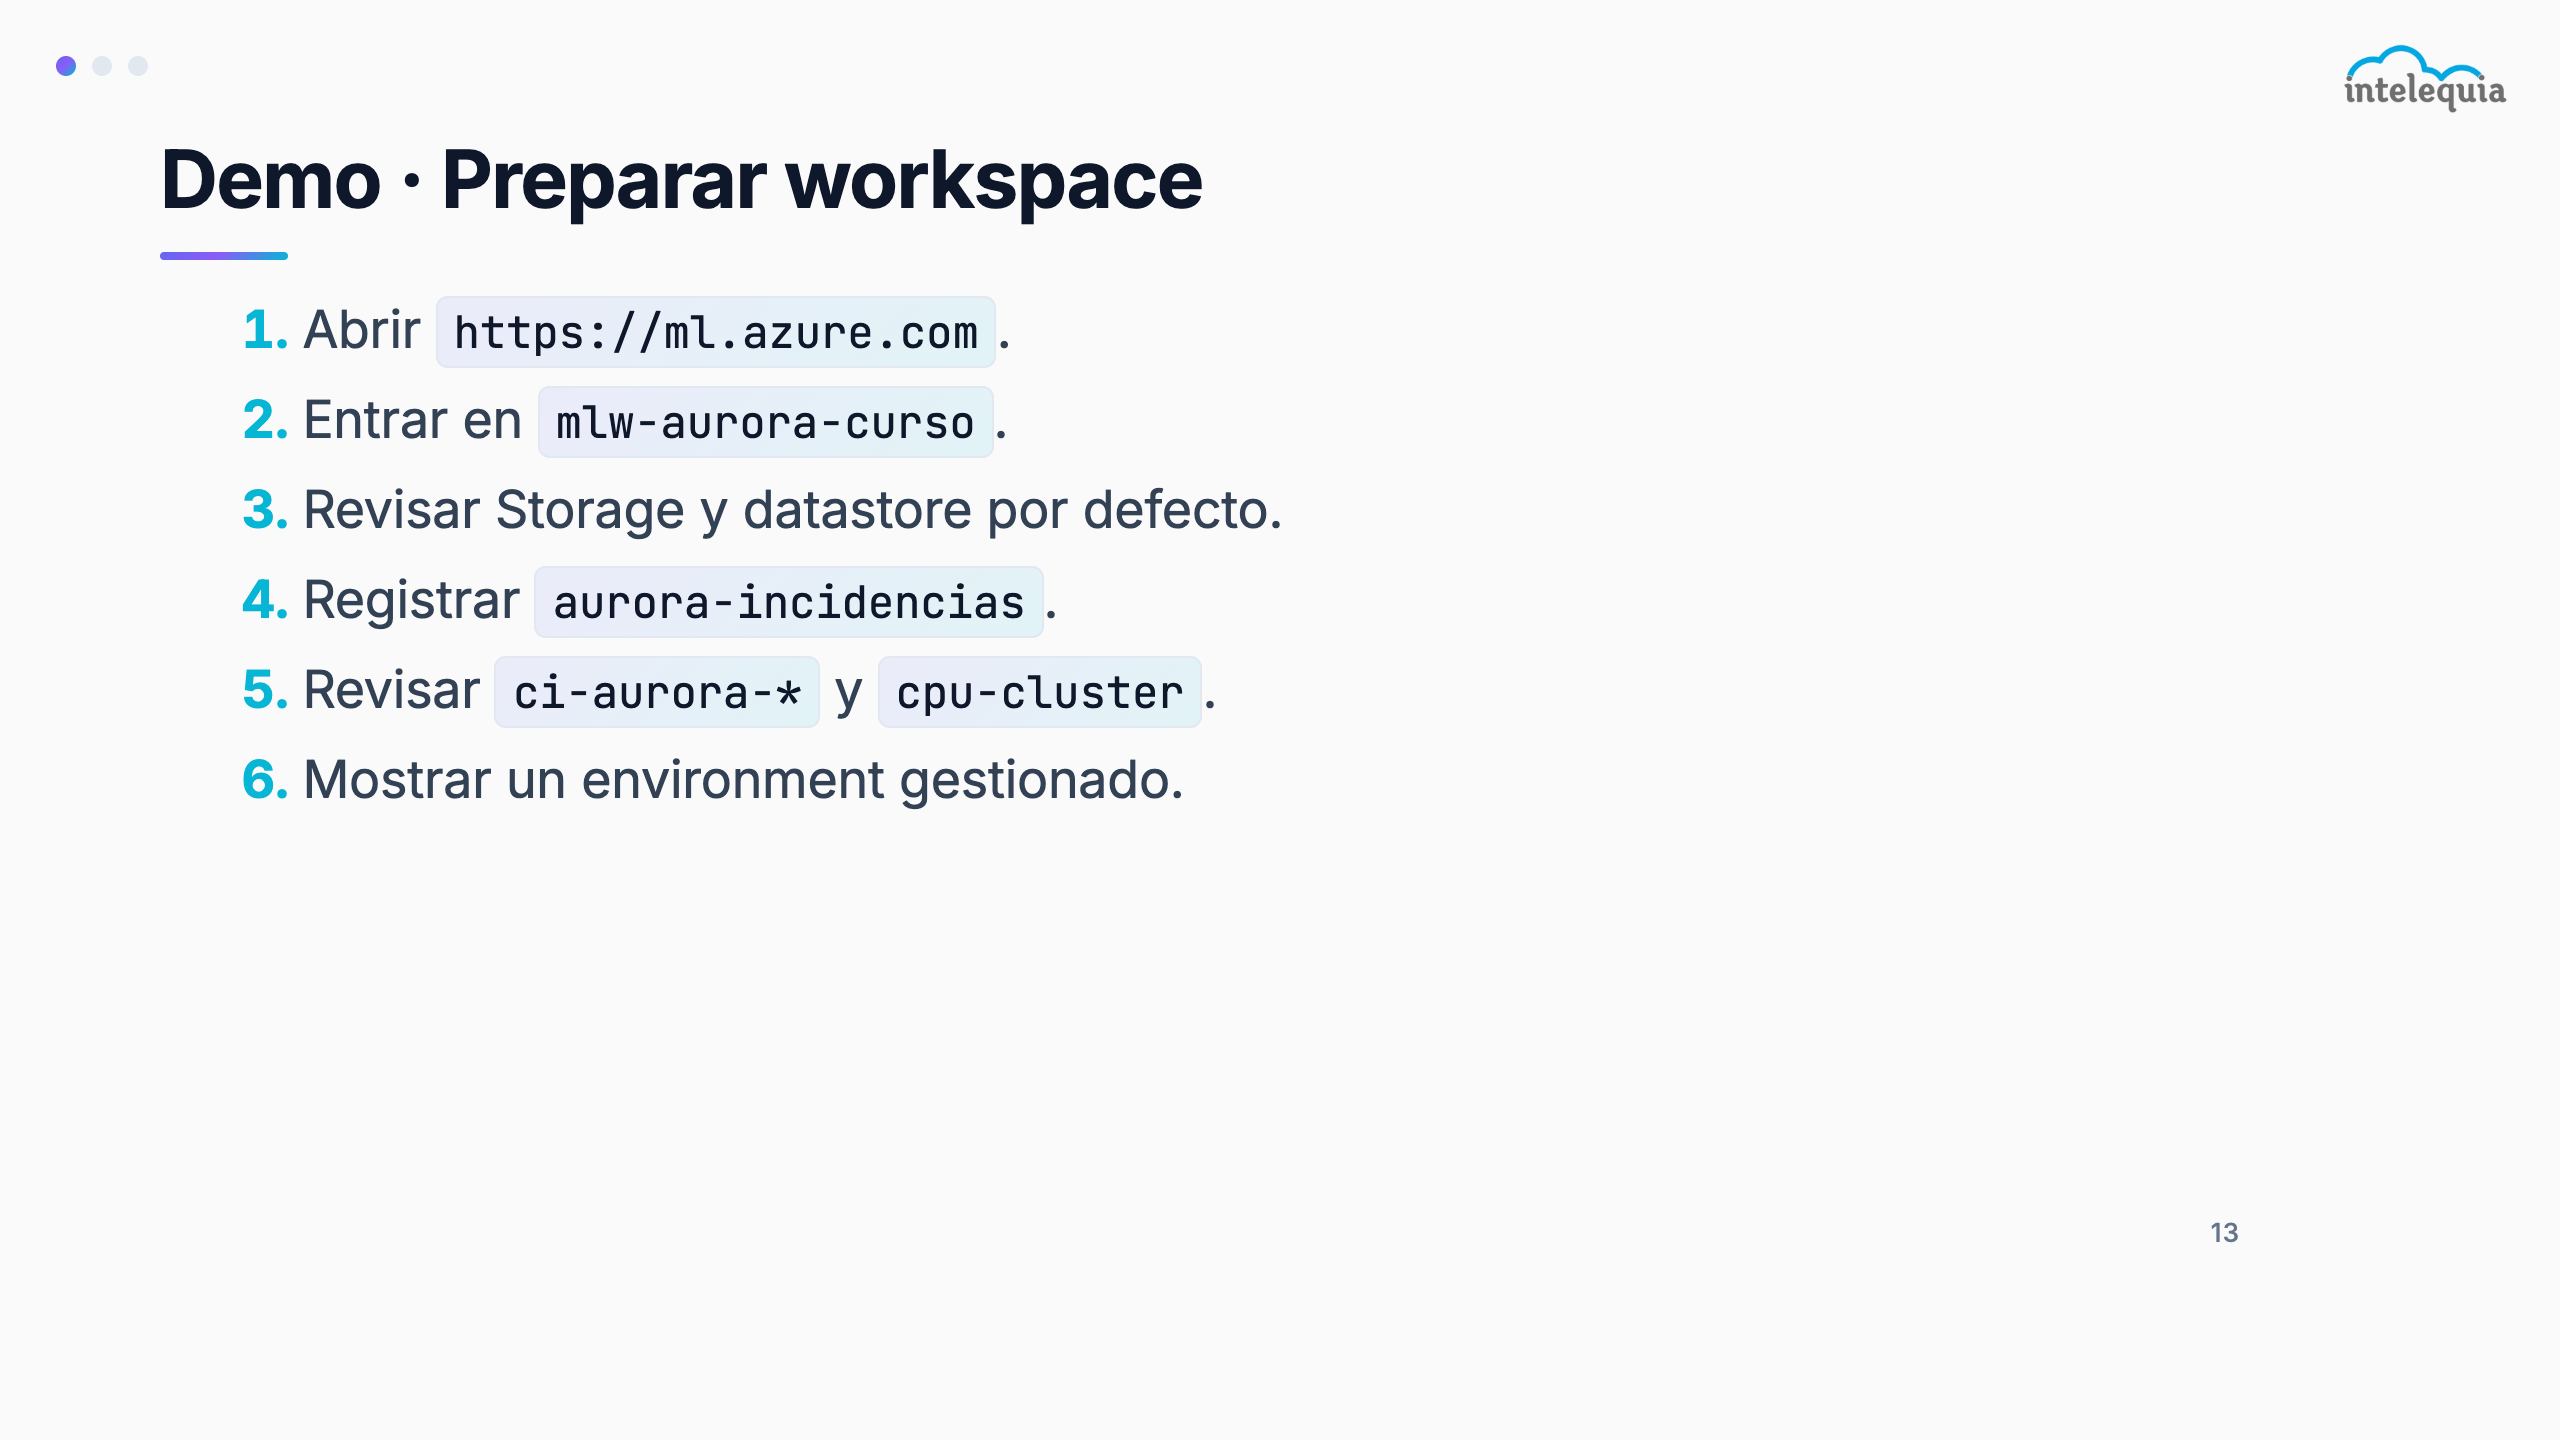 intelequia
Demo · Preparar workspace
1. Abrir https://ml.azure.com.
2. Entrar en mlw-aurora-curso.
3. Revisar Storage y datastore por defecto.
4. Registrar aurora-incidencias.
5. Revisar ci-aurora-* y cpu-cluster.
6. Mostrar un environment gestionado.
13